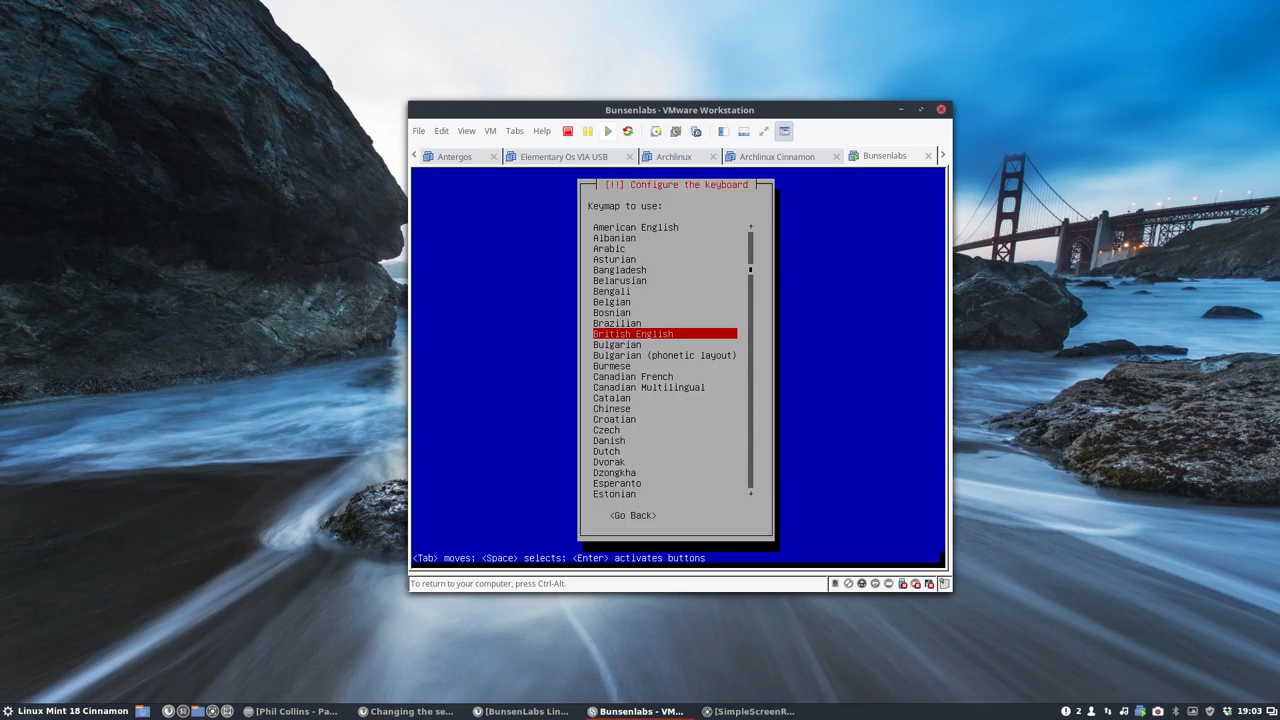 Bunsenlabs - VMware Workstation
File Edit View VM Tabs Help
Antergos Elementary Os VIA USB Archlinux Archlinux Cinnamon Bunsenlabs
[!!] Configure the keyboard
Keymap to use:
American English
Albanian
Arabic
Asturian
Bangladesh
Belarusian
Bengali
Belgian
Bosnian
Brazilian
British English
Bulgarian
Bulgarian (phonetic layout)
Burmese
Canadian French
Canadian Multilingual
Catalan
Chinese
Croatian
Czech
Danish
Dutch
Dvorak
Dzongkha
Esperanto
Estonian
<Go Back>
<Tab> moves; <Space> selects; <Enter> activates buttons
To return to your computer, press Ctrl-Alt.
Linux Mint 18 Cinnamon [Phil Collins - Pa... Changing the se... [BunsenLabs Lin... Bunsenlabs - VM... [SimpleScreenR... 2 19:03